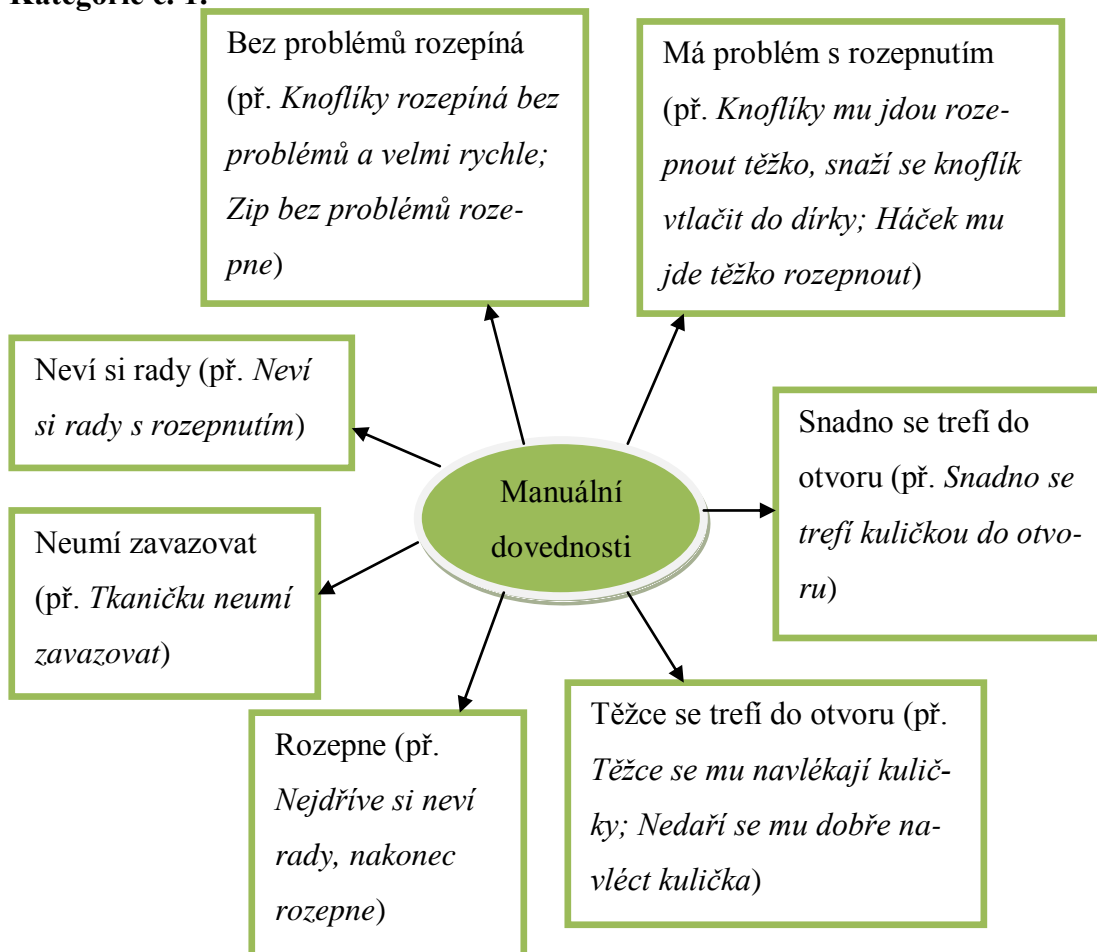 Kategorie č. 1:
Bez problémů rozepíná
(př. Knoflíky rozepíná bez
problémů a velmi rychle;
Zip bez problémů roze-
pne)
Má problém s rozepnutím
(př. Knoflíky mu jdou roze-
pnout těžko, snaží se knoflík
vtlačit do dírky; Háček mu
jde těžko rozepnout)
Neví si rady (př. Neví
si rady s rozepnutím)
Snadno se trefí do
otvoru (př. Snadno se
trefí kuličkou do otvo-
ru)
Manuální
dovednosti
Neumí zavazovat
(př. Tkaničku neumí
zavazovat)
Rozepne (př.
Nejdříve si neví
rady, nakonec
rozepne)
Těžce se trefí do otvoru (př.
Těžce se mu navlékají kulič-
ky; Nedaří se mu dobře na-
vléct kulička)